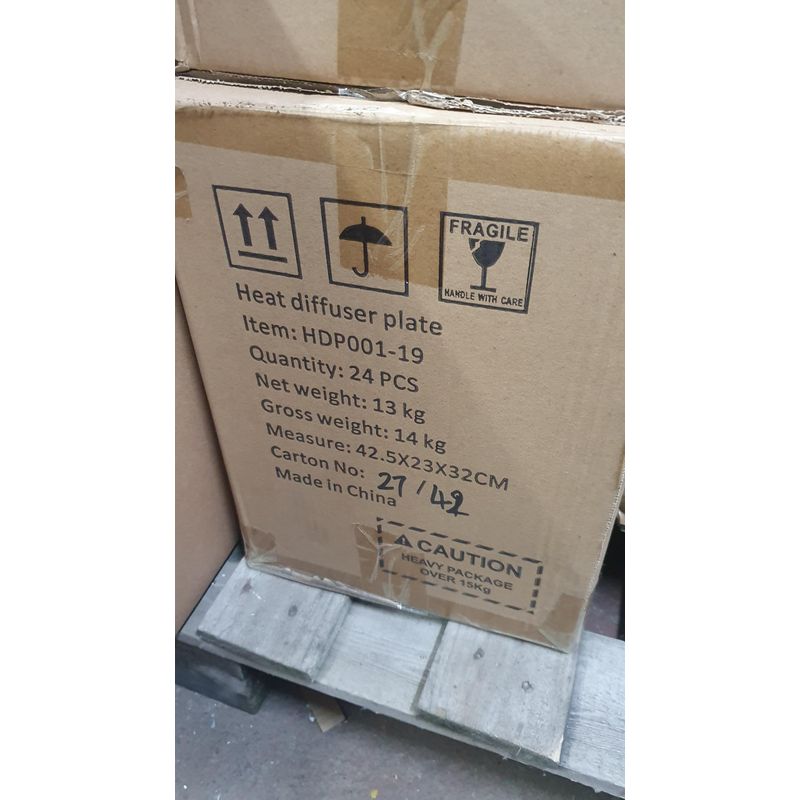 FRAGILE
HANDLE WITH CARE
Heat diffuser plate
Item: HDP001-19
Quantity: 24 PCS
Net weight: 13 kg
Gross weight: 14 kg
Measure: 42.5X23X32CM
Carton No: 27/42
Made in China
CAUTION
HEAVY PACKAGE
OVER 15Kg